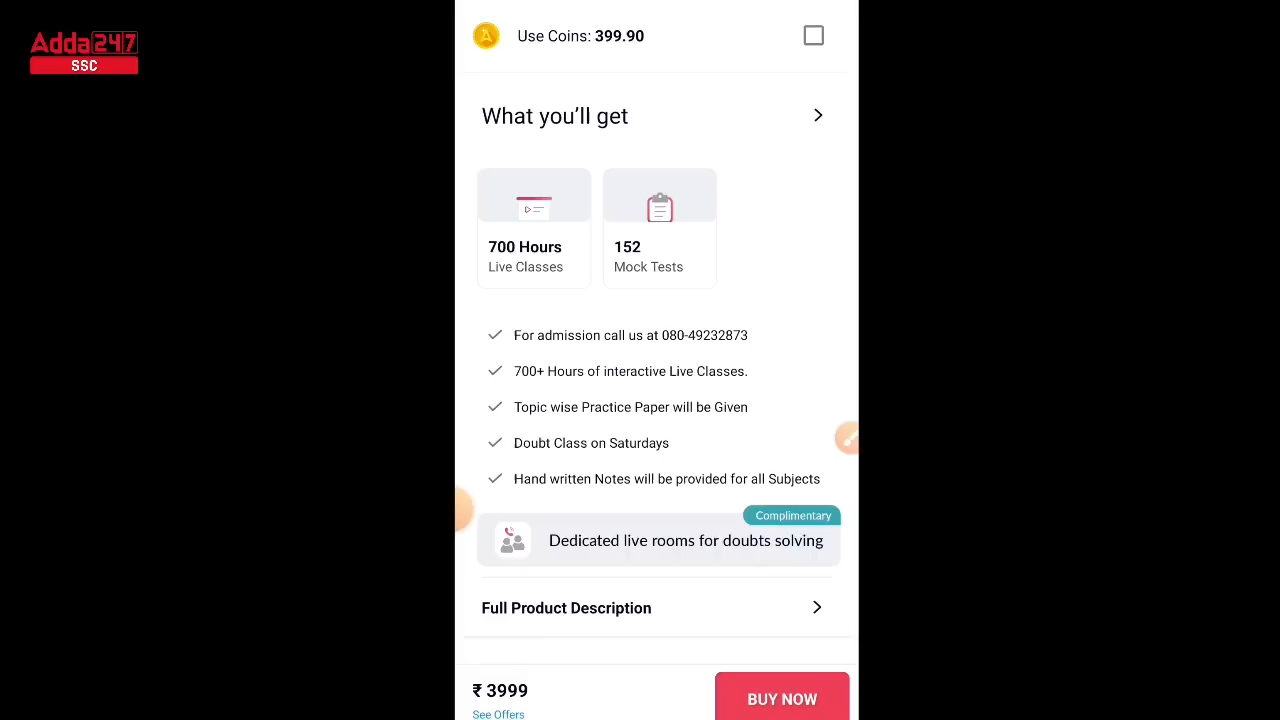 Adda247
SSC
Use Coins: 399.90
What you’ll get
700 Hours
Live Classes
152
Mock Tests
For admission call us at 080-49232873
700+ Hours of interactive Live Classes.
Topic wise Practice Paper will be Given
Doubt Class on Saturdays
Hand written Notes will be provided for all Subjects
Complimentary
Dedicated live rooms for doubts solving
Full Product Description
₹ 3999
See Offers
BUY NOW